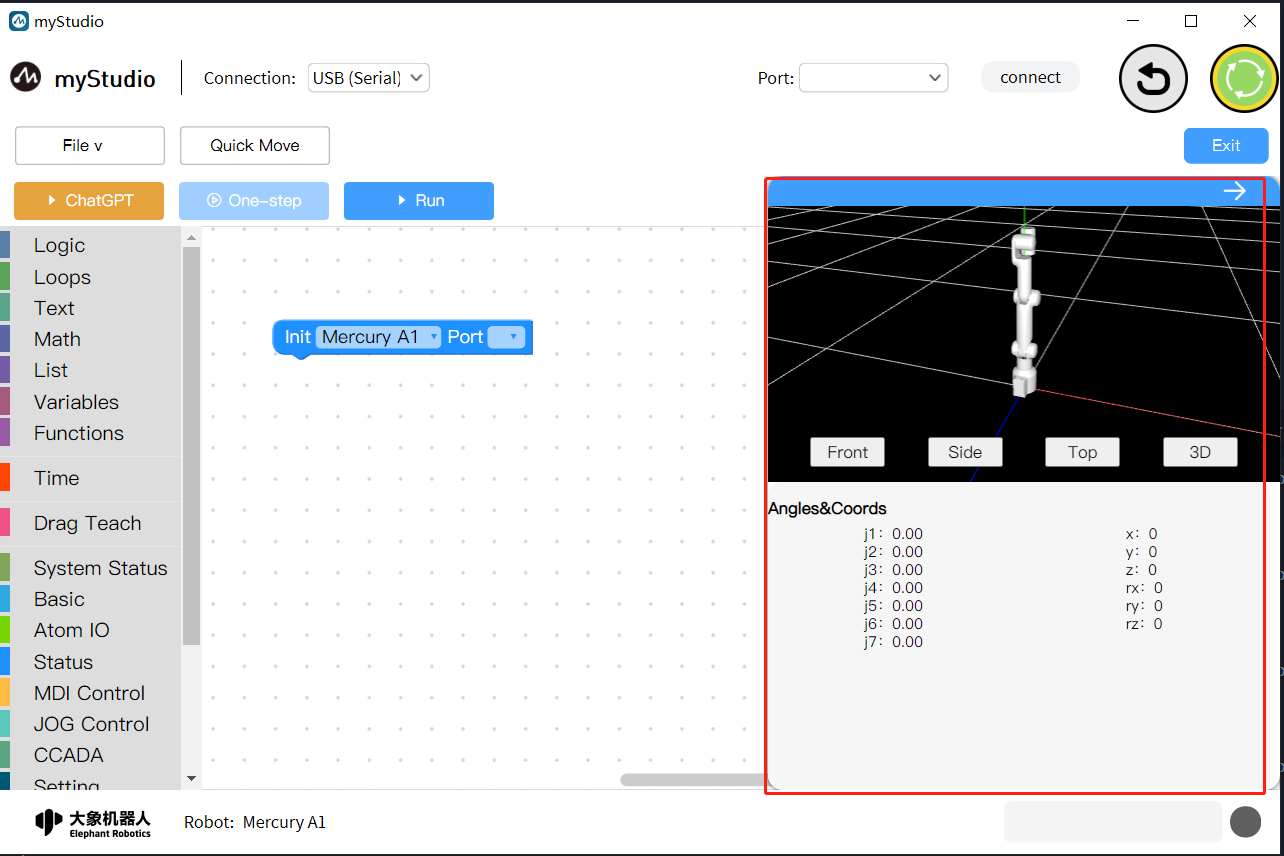 myStudio
myStudio
Connection: USB (Serial)
Port:
connect
File v
Quick Move
Exit
ChatGPT
One-step
Run
Logic
Loops
Text
Math
List
Variables
Functions
Time
Drag Teach
System Status
Basic
Atom IO
Status
MDI Control
JOG Control
CCADA
Setting
Init Mercury A1 Port
Front
Side
Top
3D
Angles&Coords
j1: 0.00
j2: 0.00
j3: 0.00
j4: 0.00
j5: 0.00
j6: 0.00
j7: 0.00
x: 0
y: 0
z: 0
rx: 0
ry: 0
rz: 0
大象机器人
Elephant Robotics
Robot: Mercury A1